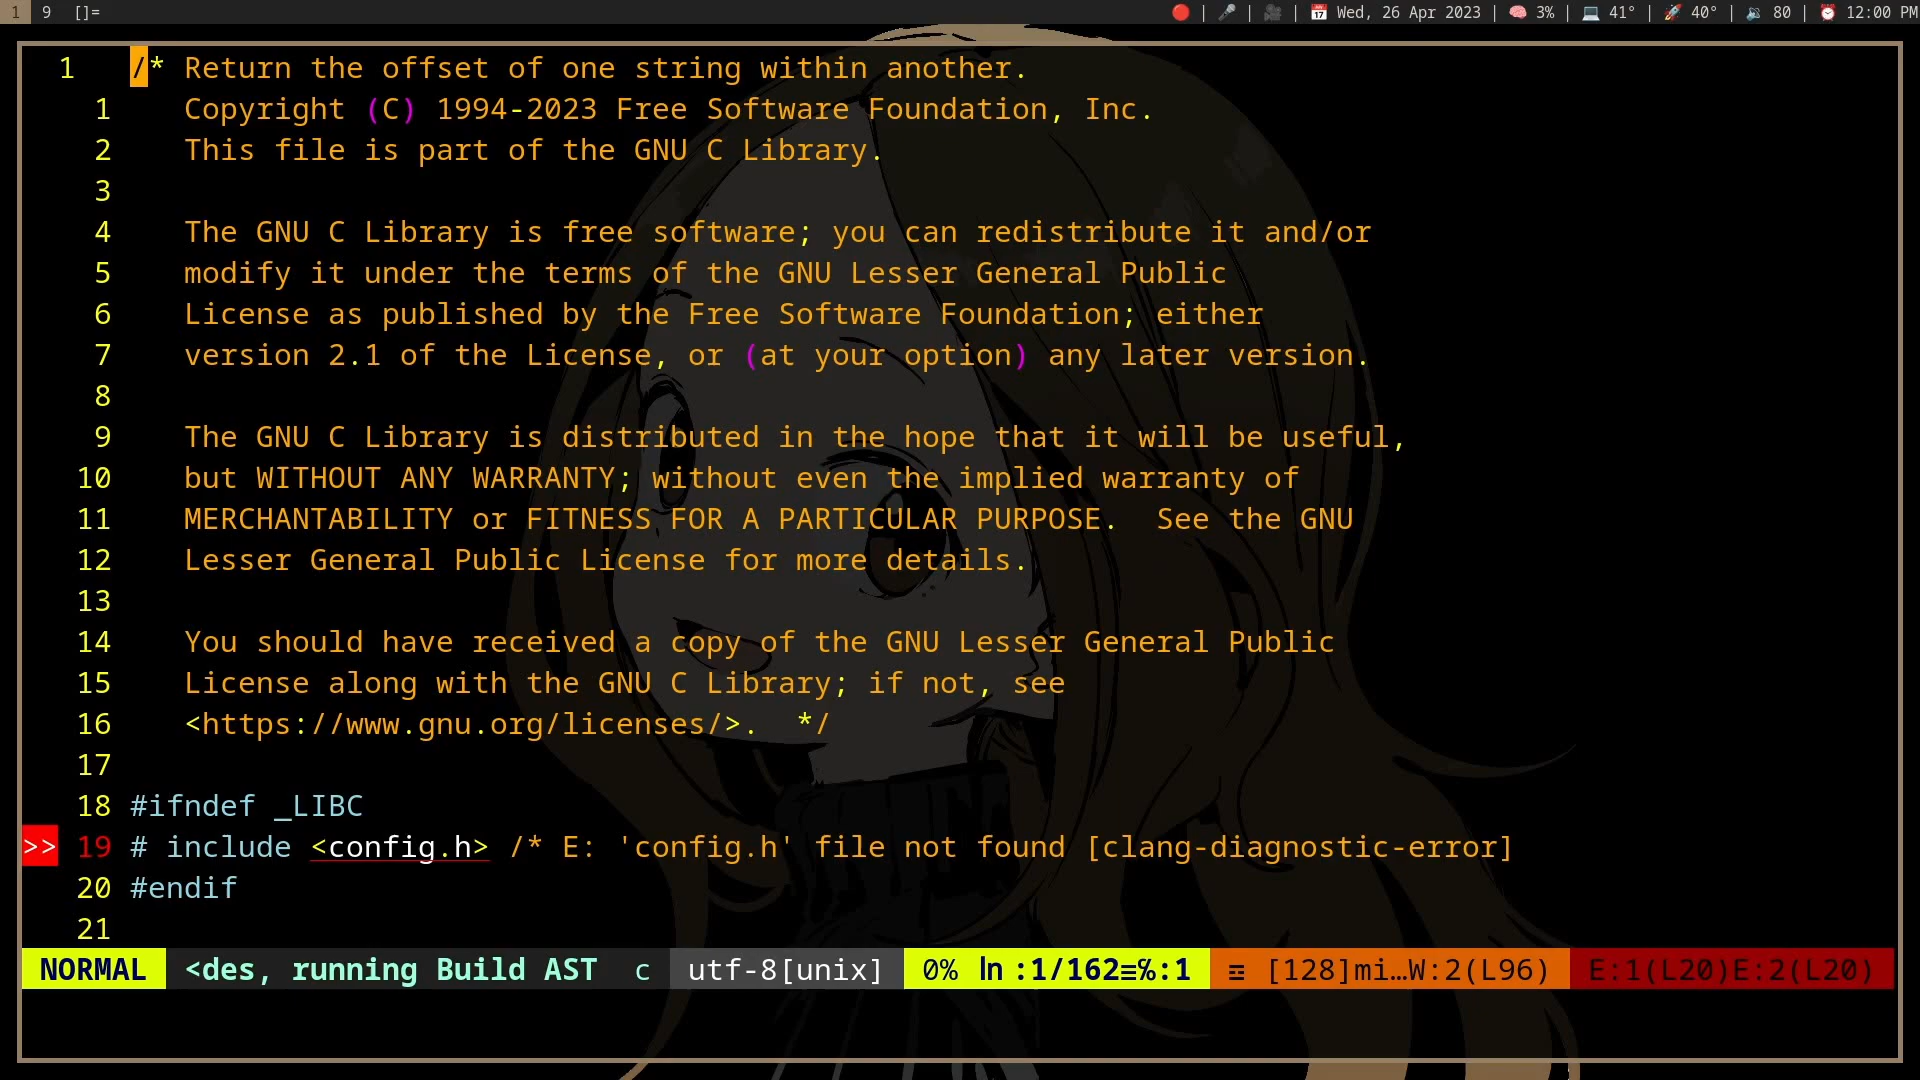 1 9 []= 🔴 | 🎤 | 🎥 | 📅 Wed, 26 Apr 2023 | 🧠 3% | 💻 41° | 🚀 40° | 🔉 80 | ⏰ 12:00 PM
1 /* Return the offset of one string within another.
1 Copyright (C) 1994-2023 Free Software Foundation, Inc.
2 This file is part of the GNU C Library.
3
4 The GNU C Library is free software; you can redistribute it and/or
5 modify it under the terms of the GNU Lesser General Public
6 License as published by the Free Software Foundation; either
7 version 2.1 of the License, or (at your option) any later version.
8
9 The GNU C Library is distributed in the hope that it will be useful,
10 but WITHOUT ANY WARRANTY; without even the implied warranty of
11 MERCHANTABILITY or FITNESS FOR A PARTICULAR PURPOSE.  See the GNU
12 Lesser General Public License for more details.
13
14 You should have received a copy of the GNU Lesser General Public
15 License along with the GNU C Library; if not, see
16 <https://www.gnu.org/licenses/>.  */
17
18 #ifndef _LIBC
>> 19 # include <config.h> /* E: 'config.h' file not found [clang-diagnostic-error]
20 #endif
21
NORMAL <des, running Build AST c utf-8[unix] 0% ㏑:1/162≡℅:1 ☲ [128]mi…W:2(L96) E:1(L20)E:2(L20)